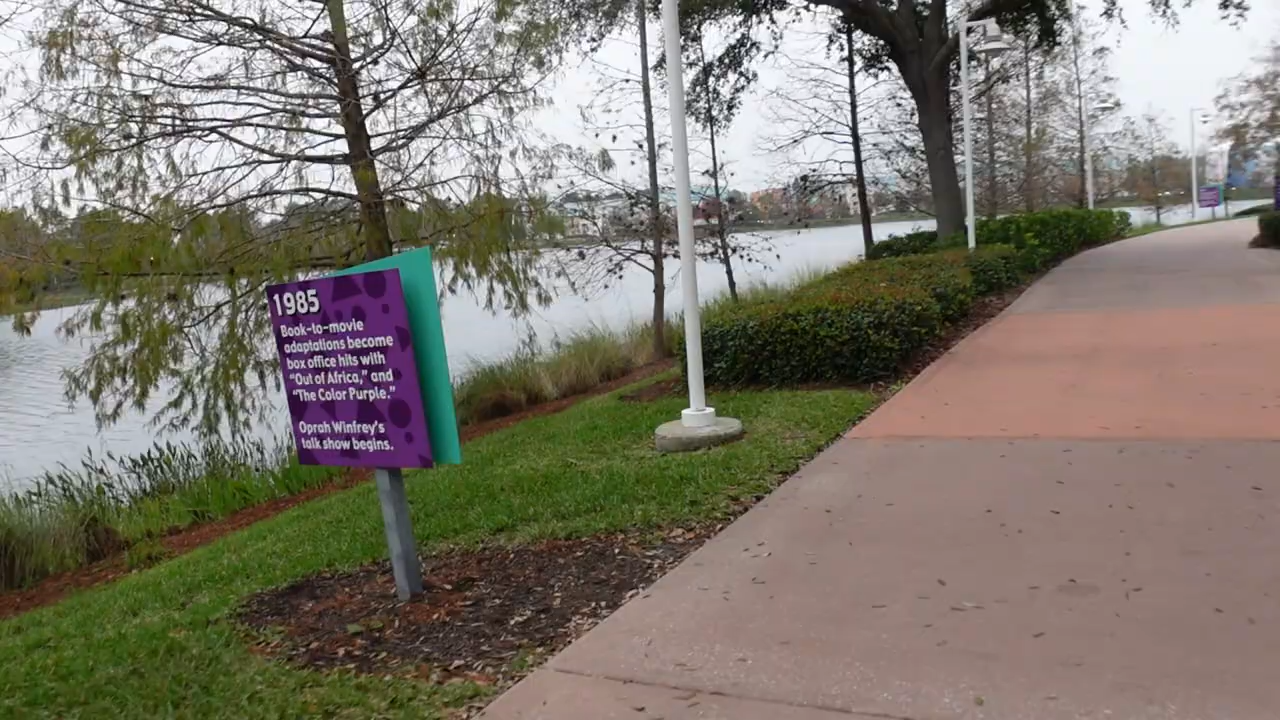 1985
Book-to-movie
adaptations become
box office hits with
"Out of Africa," and
"The Color Purple."
Oprah Winfrey's
talk show begins.